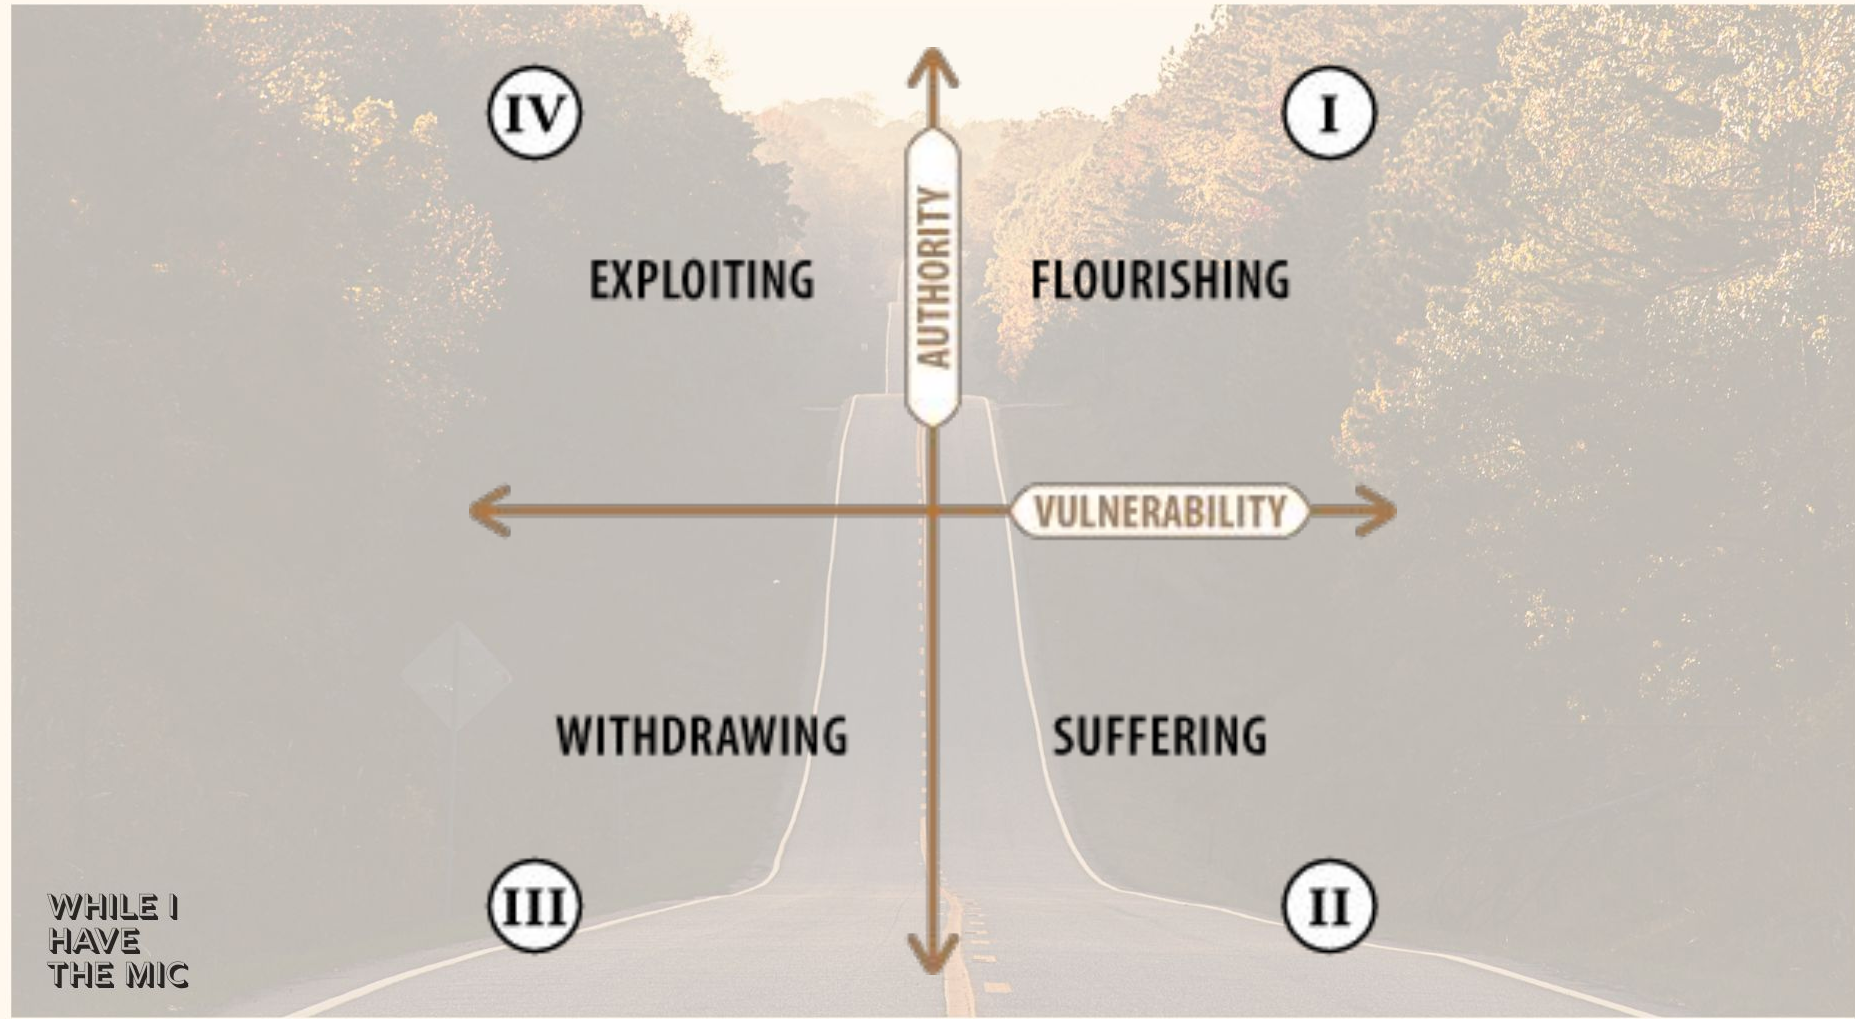 IV
I
AUTHORITY
EXPLOITING
FLOURISHING
VULNERABILITY
WITHDRAWING
SUFFERING
III
II
WHILE I
HAVE
THE MIC